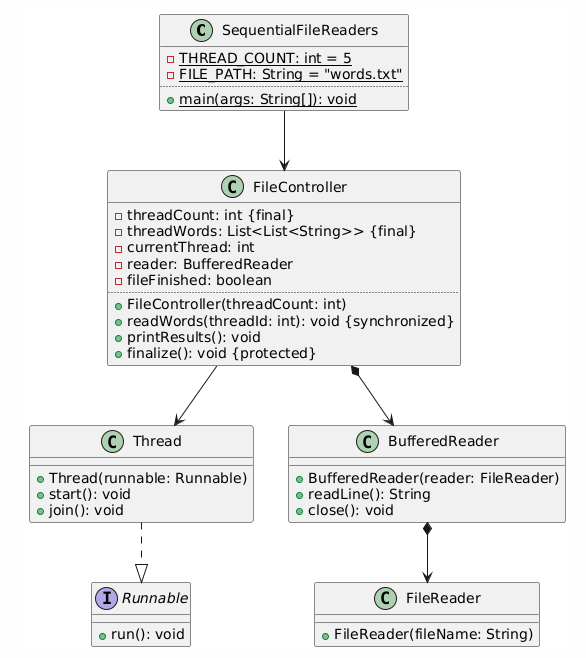 C SequentialFileReaders
THREAD_COUNT: int = 5
FILE_PATH: String = "words.txt"
main(args: String[]): void
C FileController
threadCount: int {final}
threadWords: List<List<String>> {final}
currentThread: int
reader: BufferedReader
fileFinished: boolean
FileController(threadCount: int)
readWords(threadId: int): void {synchronized}
printResults(): void
finalize(): void {protected}
C Thread
Thread(runnable: Runnable)
start(): void
join(): void
C BufferedReader
BufferedReader(reader: FileReader)
readLine(): String
close(): void
I Runnable
run(): void
C FileReader
FileReader(fileName: String)